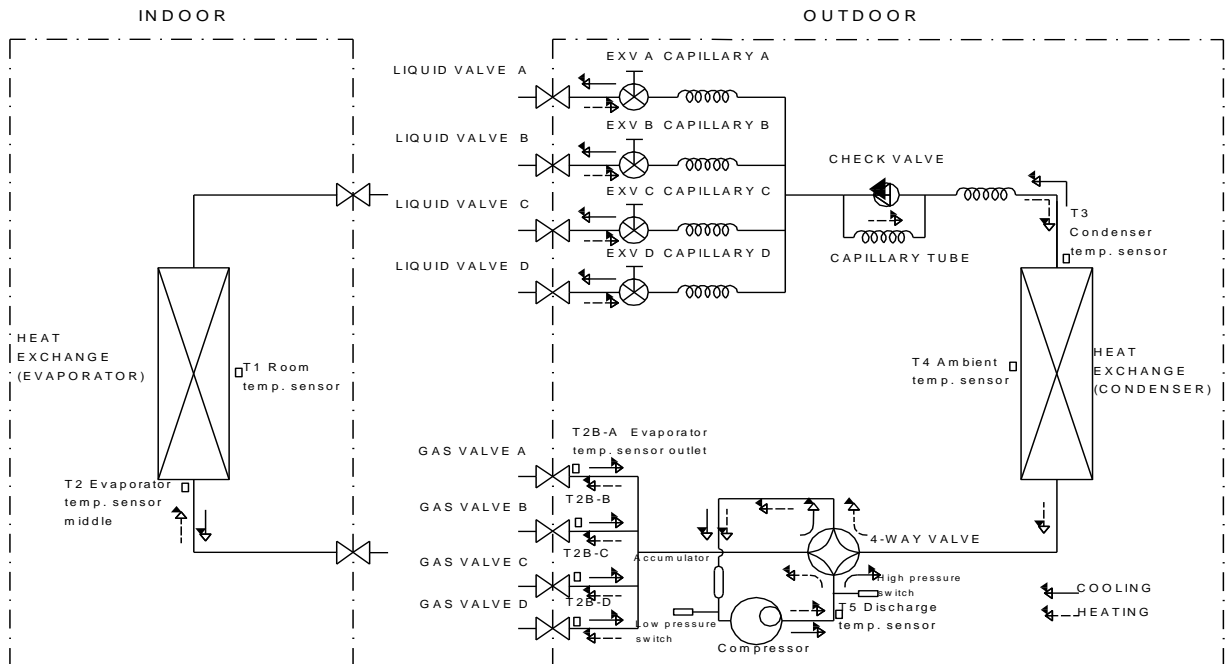 INDOOR
OUTDOOR
LIQUID VALVE A
EXV A CAPILLARY A
LIQUID VALVE B
EXV B CAPILLARY B
LIQUID VALVE C
EXV C CAPILLARY C
LIQUID VALVE D
EXV D CAPILLARY D
CHECK VALVE
CAPILLARY TUBE
T3
Condenser
temp. sensor
HEAT
EXCHANGE
(EVAPORATOR)
T1 Room
temp. sensor
T4 Ambient
temp. sensor
HEAT
EXCHANGE
(CONDENSER)
T2 Evaporator
temp. sensor
middle
GAS VALVE A
T2B-A Evaporator
temp. sensor outlet
GAS VALVE B
T2B-B
GAS VALVE C
T2B-C
GAS VALVE D
T2B-D
Accumulator
4-WAY VALVE
High pressure
switch
Low pressure
switch
T5 Discharge
temp. sensor
Compressor
COOLING
HEATING